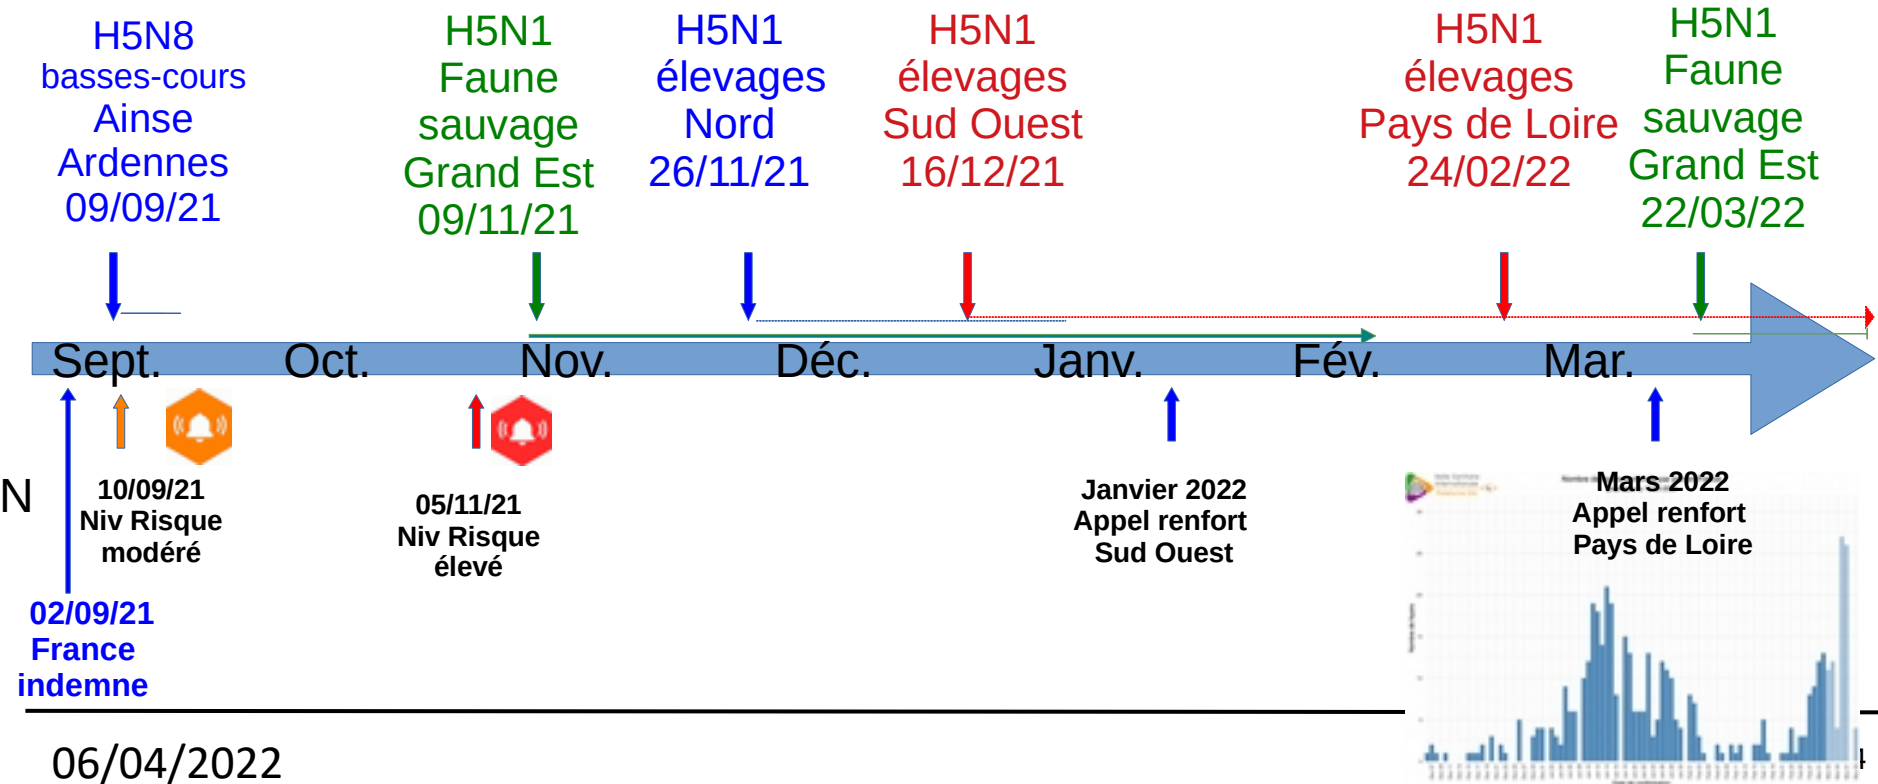 H5N8
basses-cours
Ainse
Ardennes
09/09/21
H5N1
Faune
sauvage
Grand Est
09/11/21
H5N1
élevages
Nord
26/11/21
H5N1
élevages
Sud Ouest
16/12/21
H5N1
élevages
Pays de Loire
24/02/22
H5N1
Faune
sauvage
Grand Est
22/03/22
Sept.
Oct.
Nov.
Déc.
Janv.
Fév.
Mar.
N
10/09/21
Niv Risque
modéré
05/11/21
Niv Risque
élevé
Janvier 2022
Appel renfort
Sud Ouest
Mars 2022
Appel renfort
Pays de Loire
02/09/21
France
indemne
06/04/2022